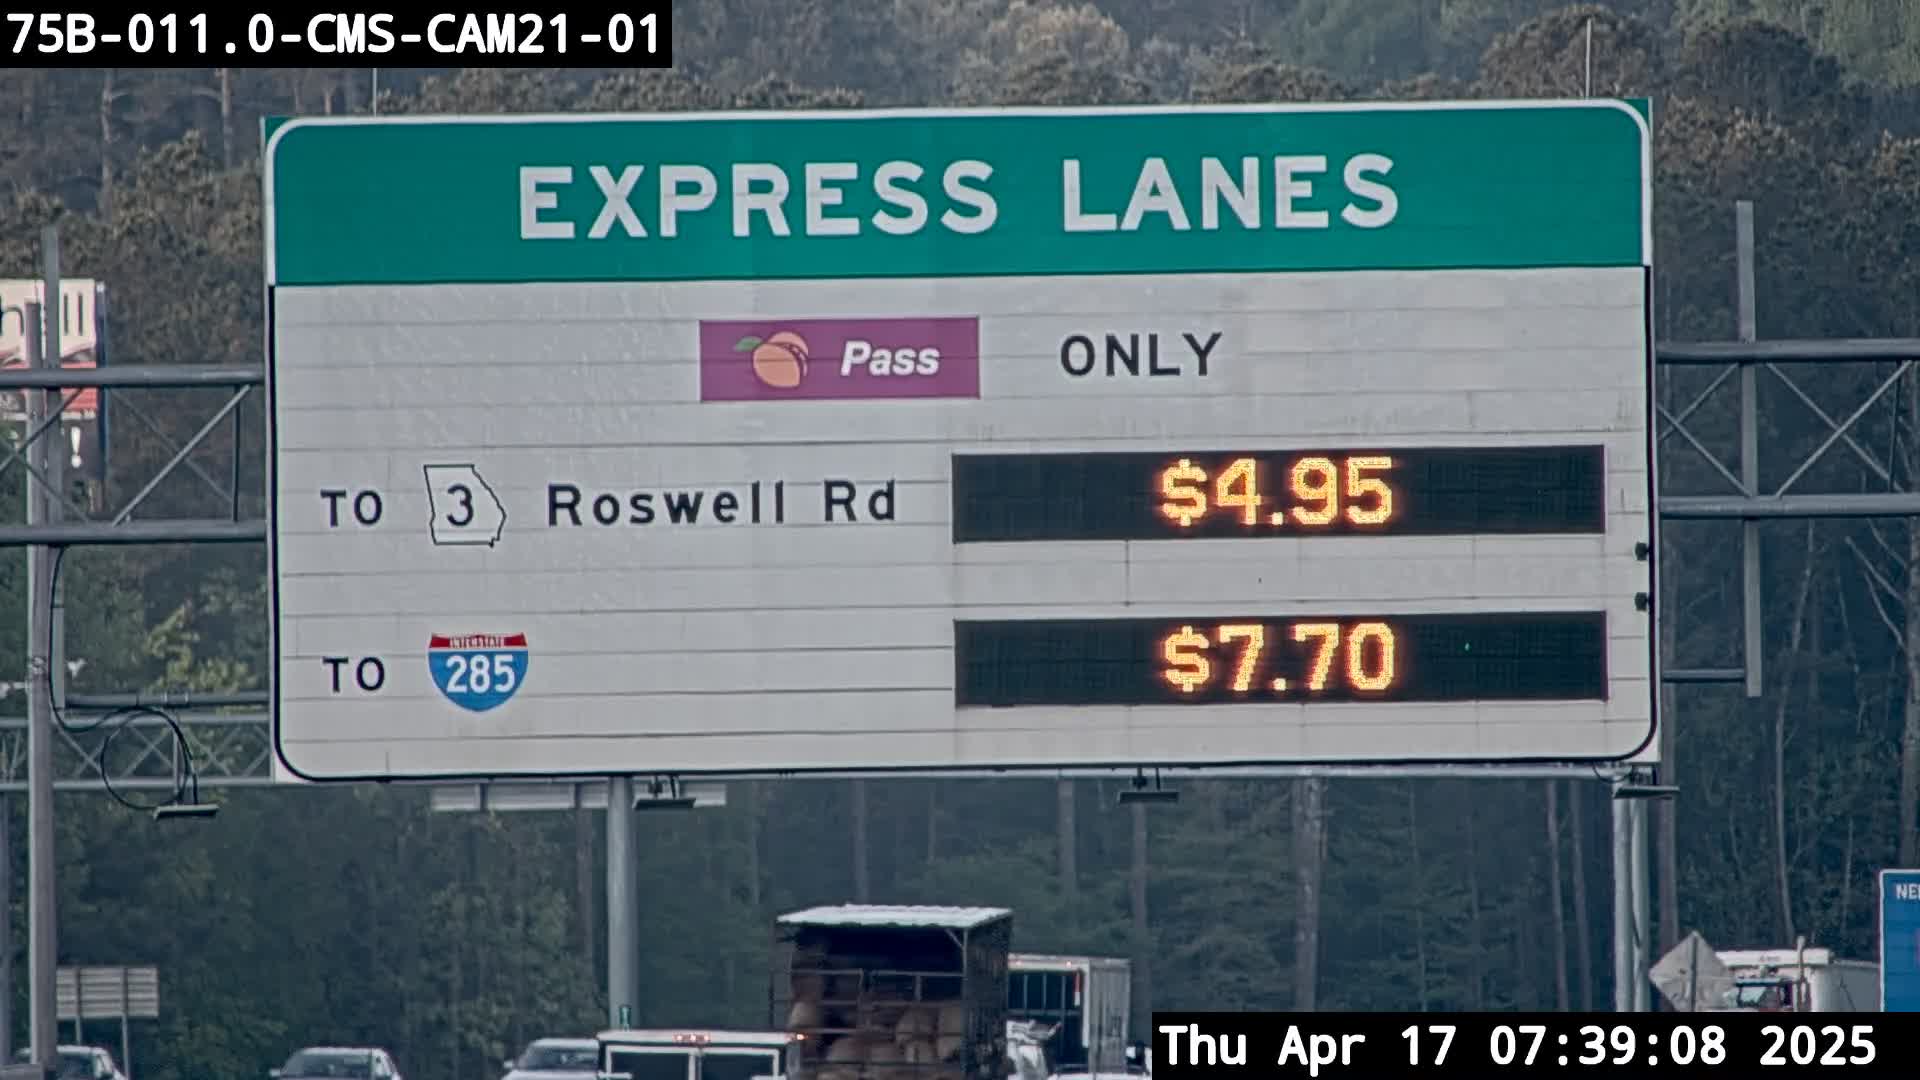 75B-011.0-CMS-CAM21-01
EXPRESS LANES
Pass ONLY
TO 3 Roswell Rd $4.95
TO INTERSTATE 285 $7.70
Thu Apr 17 07:39:08 2025